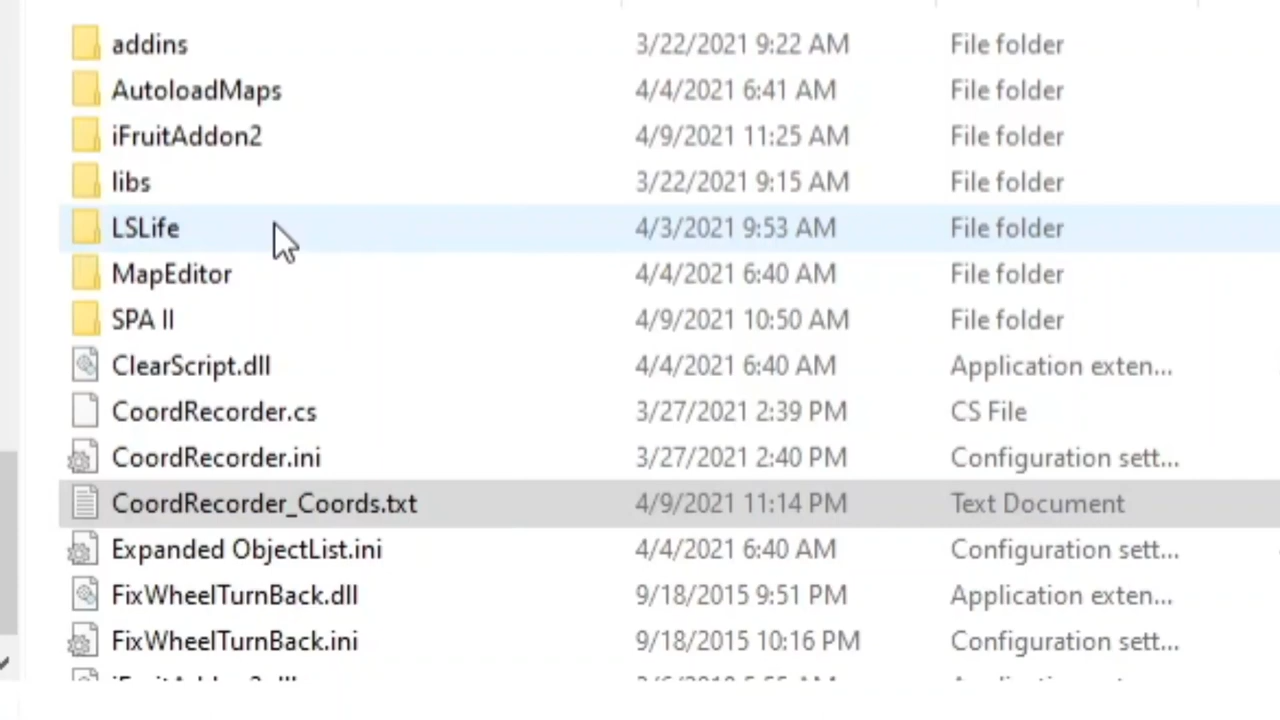 addins 3/22/2021 9:22 AM File folder
AutoloadMaps 4/4/2021 6:41 AM File folder
iFruitAddon2 4/9/2021 11:25 AM File folder
libs 3/22/2021 9:15 AM File folder
LSLife 4/3/2021 9:53 AM File folder
MapEditor 4/4/2021 6:40 AM File folder
SPA II 4/9/2021 10:50 AM File folder
ClearScript.dll 4/4/2021 6:40 AM Application exten...
CoordRecorder.cs 3/27/2021 2:39 PM CS File
CoordRecorder.ini 3/27/2021 2:40 PM Configuration sett...
CoordRecorder_Coords.txt 4/9/2021 11:14 PM Text Document
Expanded ObjectList.ini 4/4/2021 6:40 AM Configuration sett...
FixWheelTurnBack.dll 9/18/2015 9:51 PM Application exten...
FixWheelTurnBack.ini 9/18/2015 10:16 PM Configuration sett...